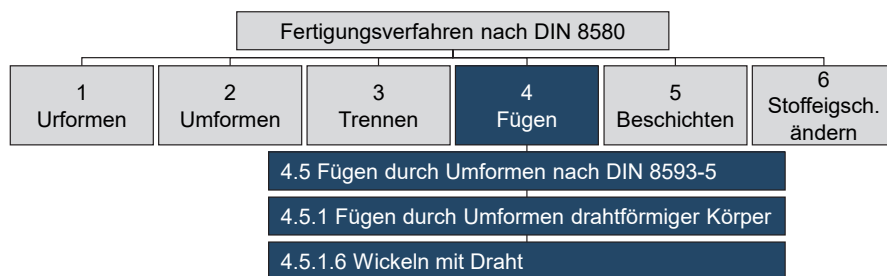 Fertigungsverfahren nach DIN 8580
1
Urformen
2
Umformen
3
Trennen
4
Fügen
5
Beschichten
6
Stoffeigsch.
ändern
4.5 Fügen durch Umformen nach DIN 8593-5
4.5.1 Fügen durch Umformen drahtförmiger Körper
4.5.1.6 Wickeln mit Draht